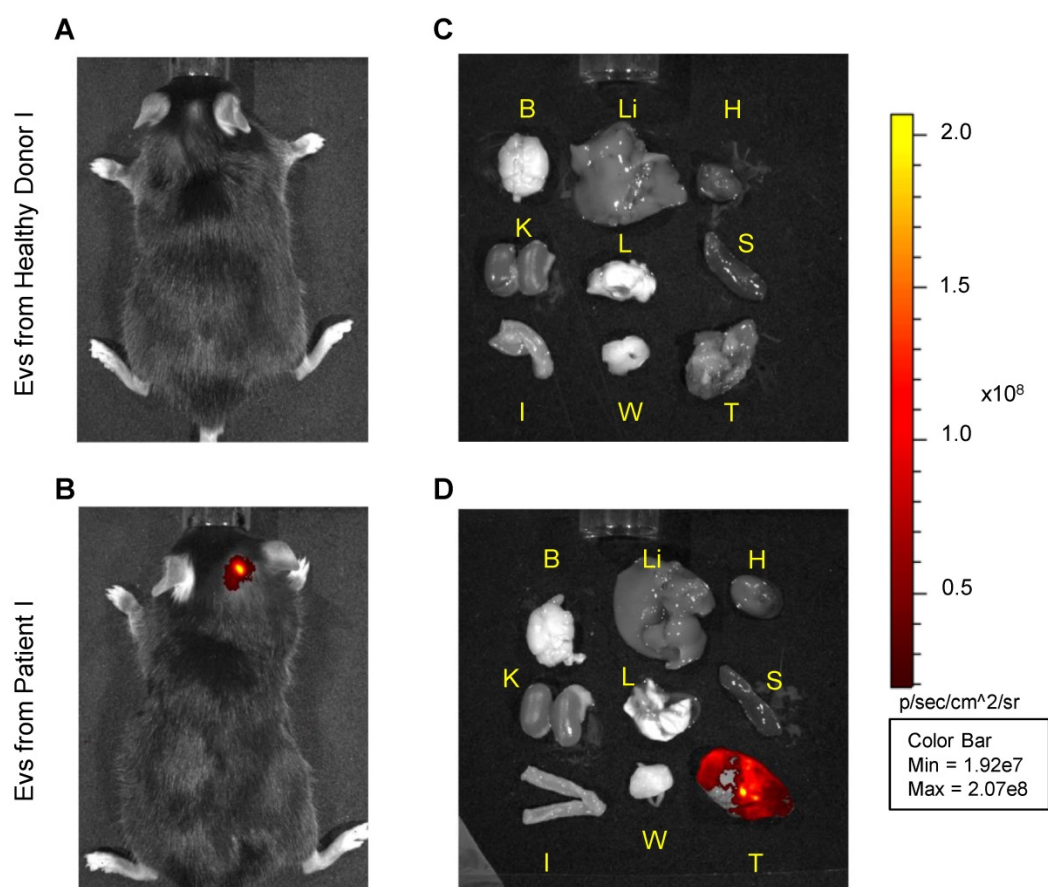 A
C
Evs from Healthy Donor I
B
Li
H
K
L
S
I
W
T
2.0
1.5
x10⁸
1.0
0.5
p/sec/cm^2/sr
Color Bar
Min = 1.92e7
Max = 2.07e8
B
D
Evs from Patient I
B
Li
H
K
L
S
I
W
T